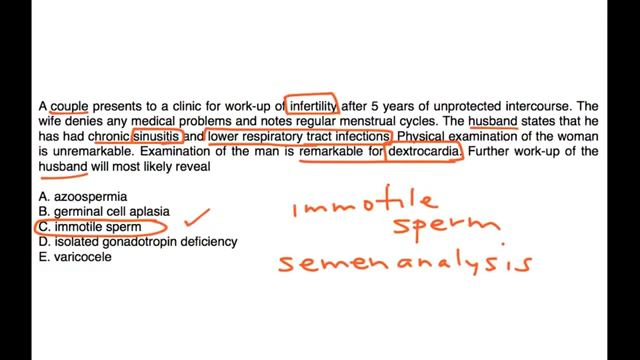 A couple presents to a clinic for work-up of infertility after 5 years of unprotected intercourse. The
wife denies any medical problems and notes regular menstrual cycles. The husband states that he
has had chronic sinusitis and lower respiratory tract infections. Physical examination of the woman
is unremarkable. Examination of the man is remarkable for dextrocardia. Further work-up of the
husband will most likely reveal
A. azoospermia
B. germinal cell aplasia
C. immotile sperm
D. isolated gonadotropin deficiency
E. varicocele
immotile
sperm
semen analysis